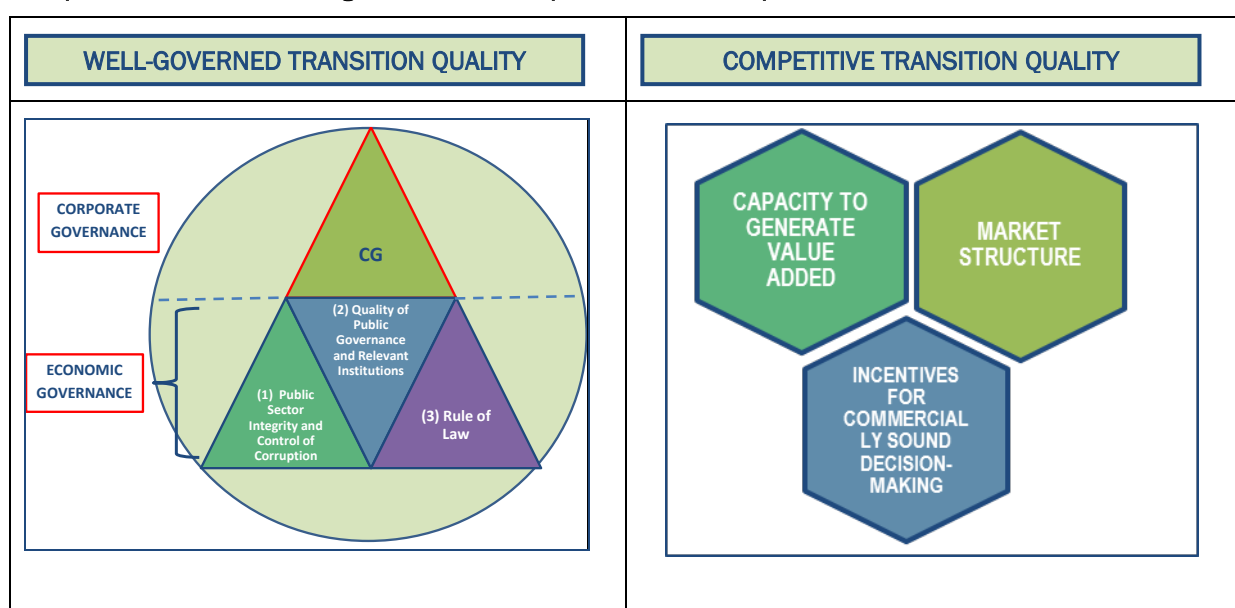 WELL-GOVERNED TRANSITION QUALITY
CORPORATE
GOVERNANCE
CG
ECONOMIC
GOVERNANCE
(2) Quality of
Public
Governance
and Relevant
Institutions
(1) Public
Sector
Integrity and
Control of
Corruption
(3) Rule of
Law
COMPETITIVE TRANSITION QUALITY
CAPACITY TO
GENERATE
VALUE
ADDED
MARKET
STRUCTURE
INCENTIVES
FOR
COMMERCIAL
LY SOUND
DECISION-
MAKING